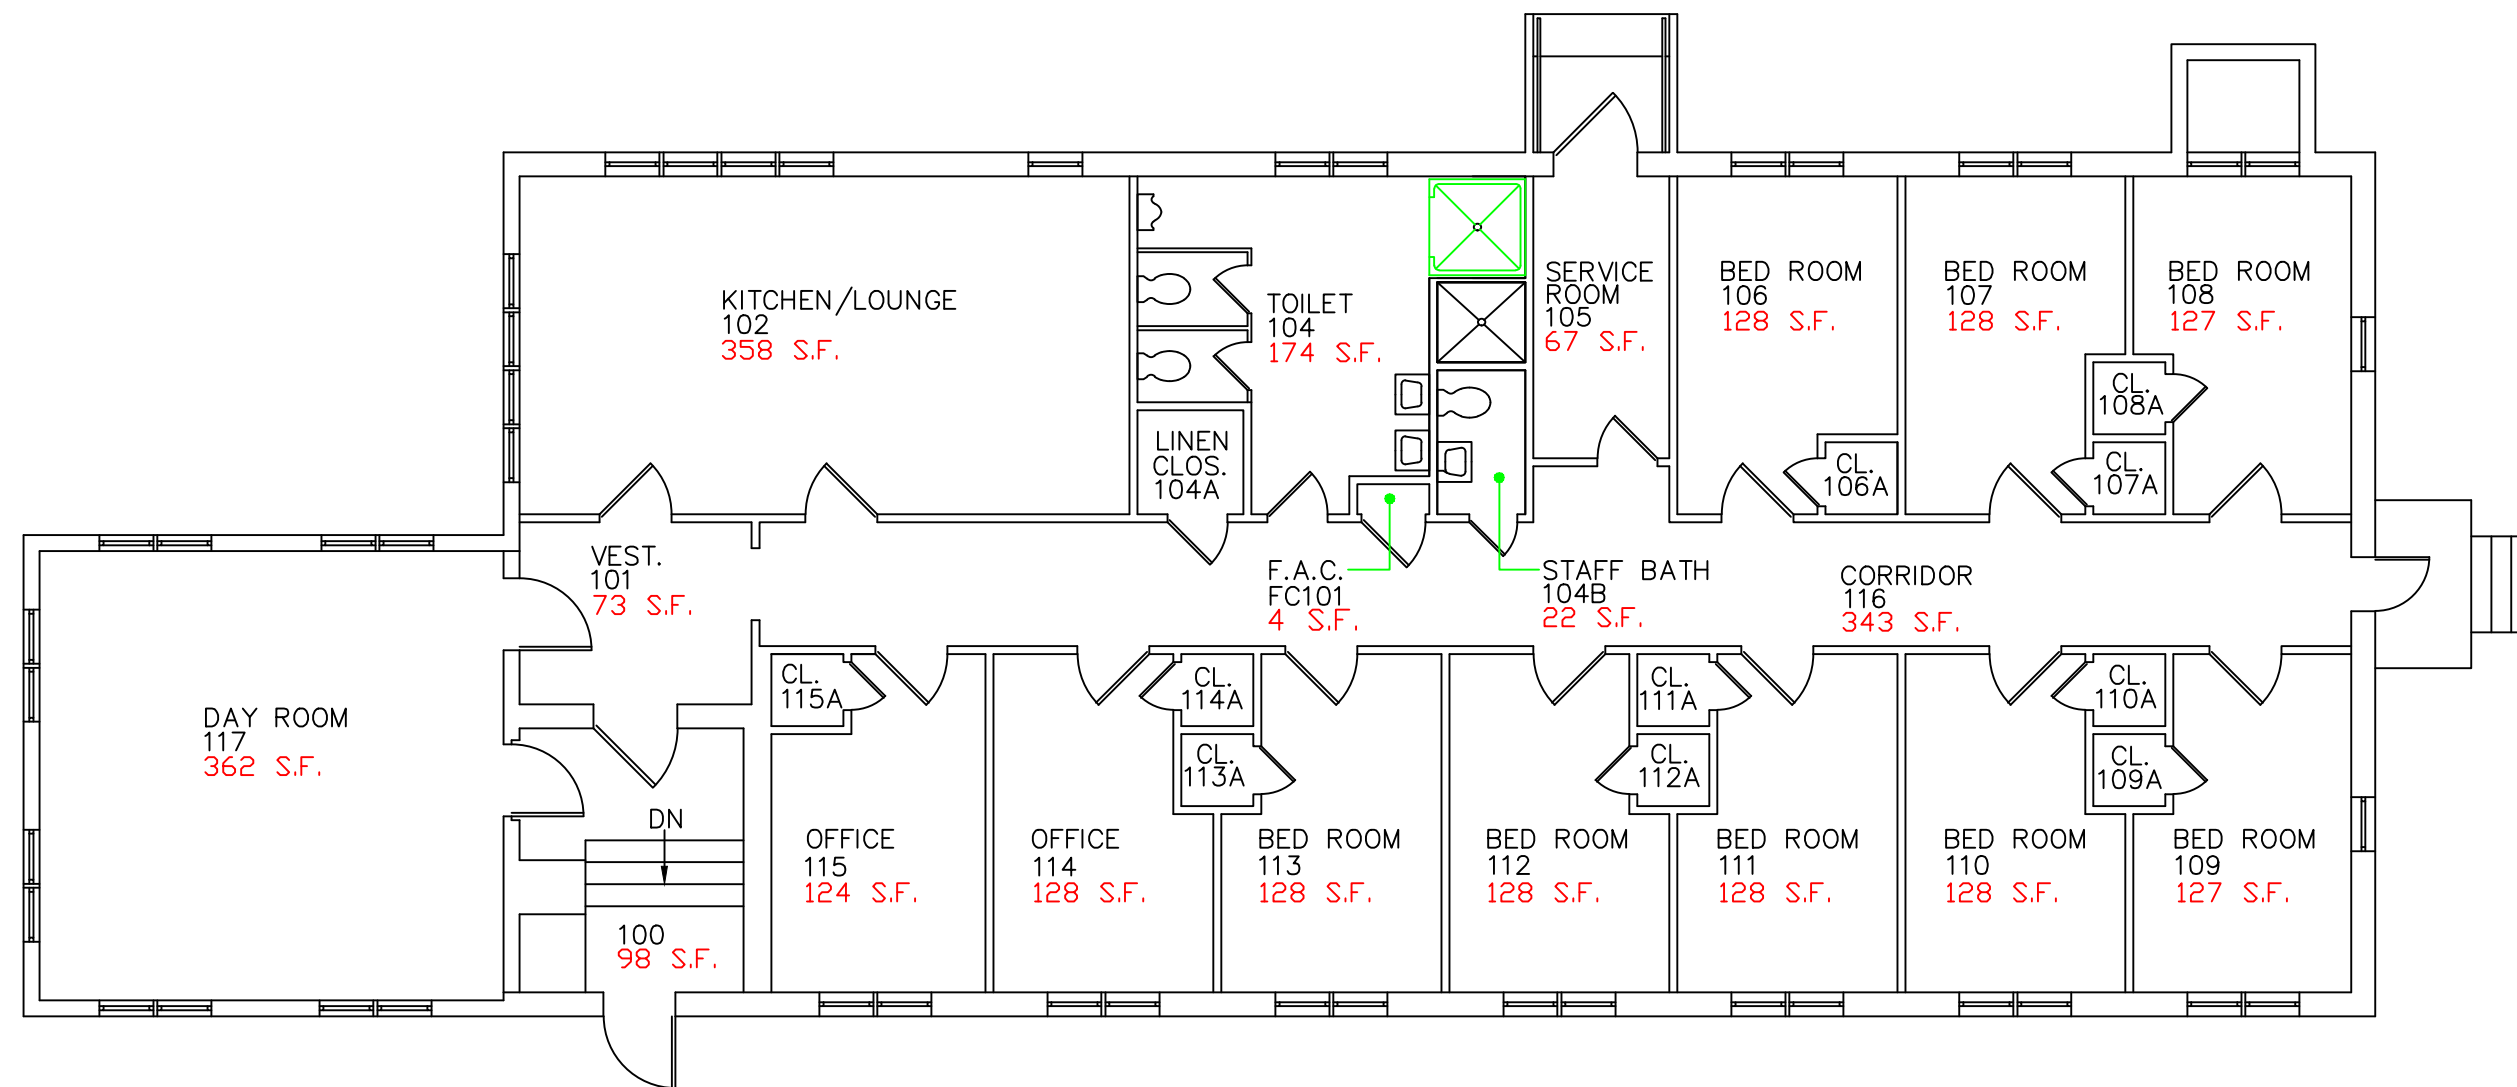 KITCHEN/LOUNGE
102
358 S.F.
TOILET
104
174 S.F.
LINEN
CLOS.
104A
SERVICE
ROOM
105
67 S.F.
BED ROOM
106
128 S.F.
CL.
106A
BED ROOM
107
128 S.F.
CL.
107A
BED ROOM
108
127 S.F.
CL.
108A
VEST.
101
73 S.F.
F.A.C.
FC101
4 S.F.
STAFF BATH
104B
22 S.F.
CORRIDOR
116
343 S.F.
DAY ROOM
117
362 S.F.
DN
100
98 S.F.
CL.
115A
OFFICE
115
124 S.F.
CL.
114A
OFFICE
114
128 S.F.
CL.
113A
BED ROOM
113
128 S.F.
CL.
112A
BED ROOM
112
128 S.F.
CL.
111A
BED ROOM
111
128 S.F.
CL.
110A
BED ROOM
110
128 S.F.
CL.
109A
BED ROOM
109
127 S.F.